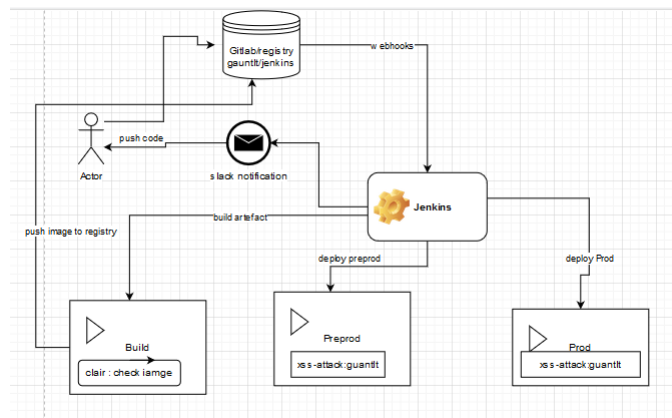 Gitlab/registry
gauntlt/jenkins
webhooks
push code
Actor
slack notification
Jenkins
build artefact
push image to registry
deploy preprod
deploy Prod
Build
clair : check iamge
Preprod
xss-attack:guantlt
Prod
xss-attack:guantlt